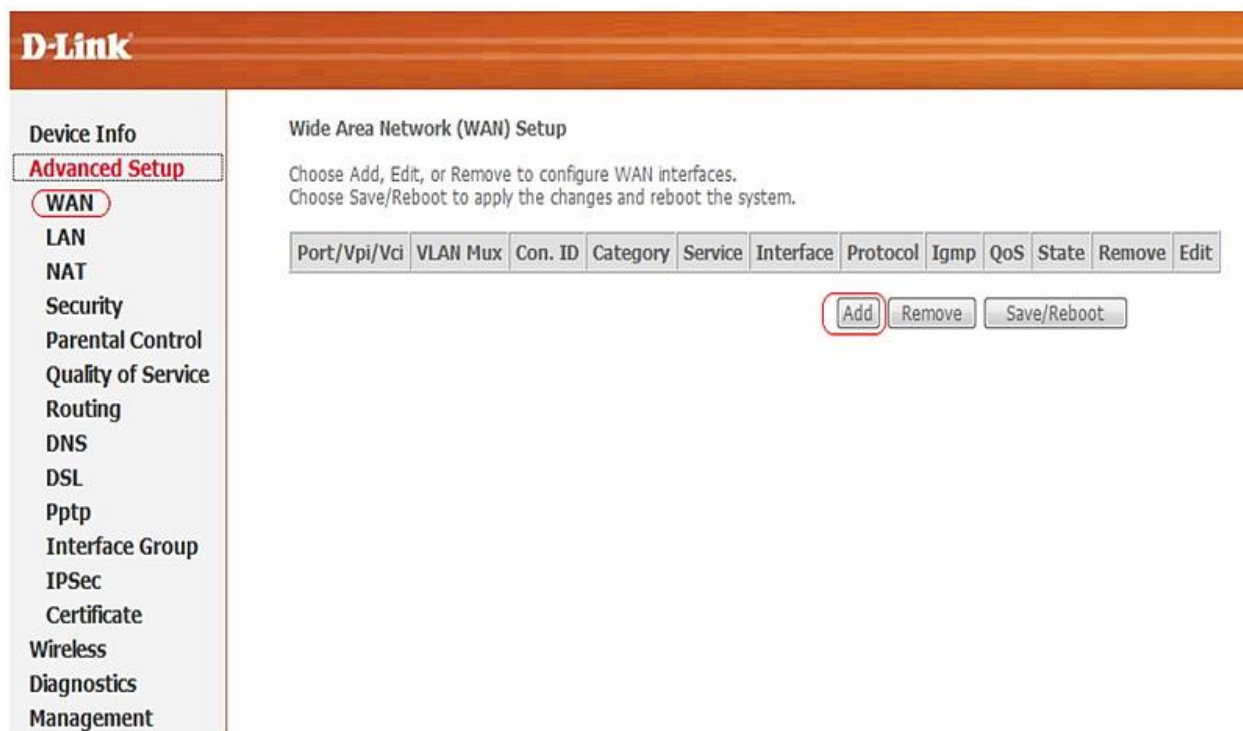 D-Link
Device Info
Advanced Setup
WAN
LAN
NAT
Security
Parental Control
Quality of Service
Routing
DNS
DSL
Pptp
Interface Group
IPSec
Certificate
Wireless
Diagnostics
Management
Wide Area Network (WAN) Setup
Choose Add, Edit, or Remove to configure WAN interfaces.
Choose Save/Reboot to apply the changes and reboot the system.
Port/Vpi/Vci VLAN Mux Con. ID Category Service Interface Protocol Igmp QoS State Remove Edit
Add Remove Save/Reboot